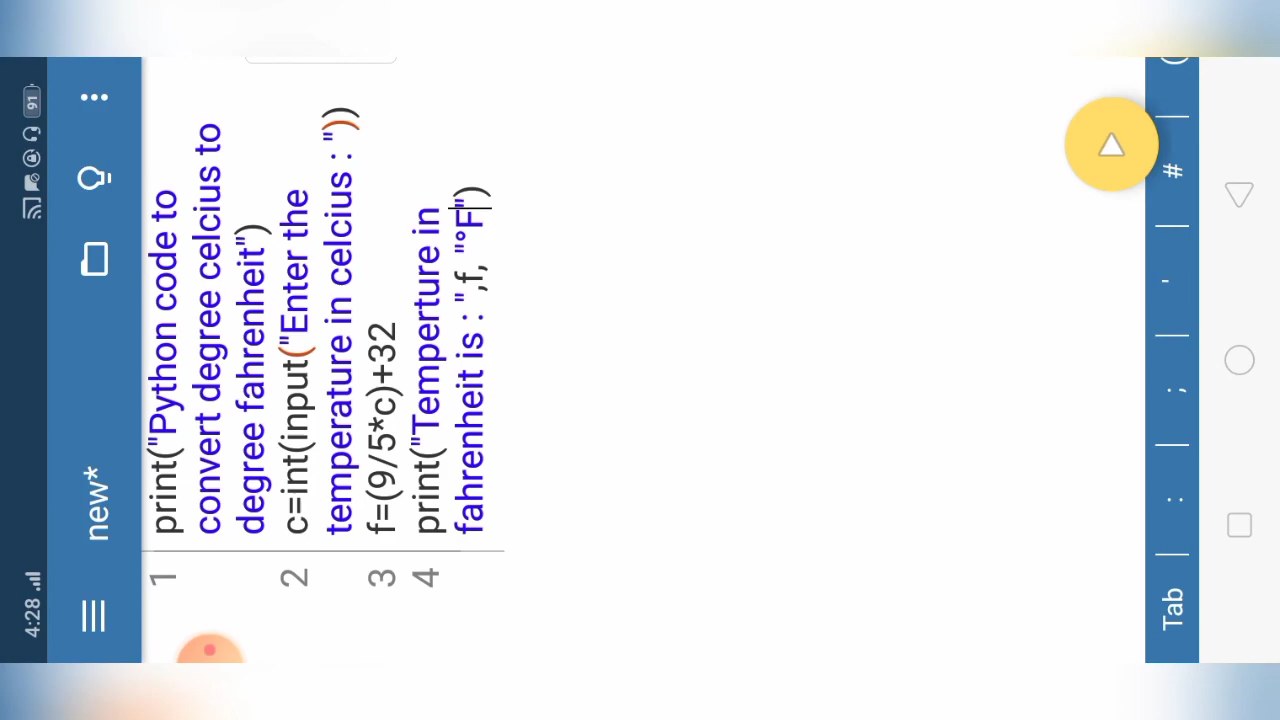 4:28
91
new*
1 print("Python code to
convert degree celcius to
degree fahrenheit")
2 c=int(input("Enter the
temperature in celcius : "))
3 f=(9/5*c)+32
4 print("Temperture in
fahrenheit is : ",f, "°F")
Tab : ; ' # (